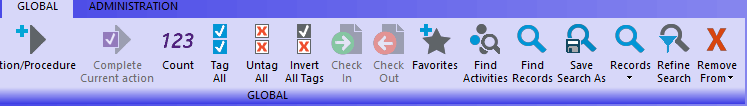 GLOBAL ADMINISTRATION
123
tion/Procedure Complete Current action Count Tag All Untag All Invert All Tags Check In Check Out Favorites Find Activities Find Records Save Search As Records Refine Search Remove From
GLOBAL